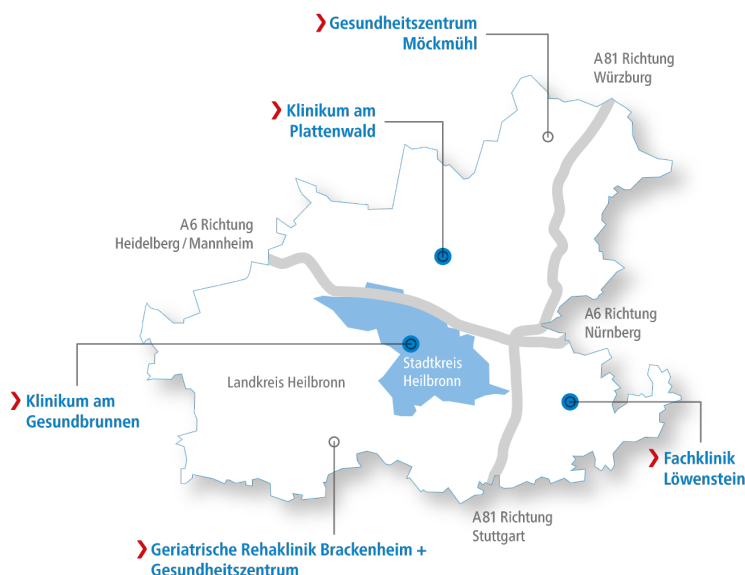 Gesundheitszentrum
Möckmühl
A81 Richtung
Würzburg
Klinikum am
Plattenwald
A6 Richtung
Heidelberg / Mannheim
A6 Richtung
Nürnberg
Stadtkreis
Heilbronn
Landkreis Heilbronn
Klinikum am
Gesundbrunnen
Fachklinik
Löwenstein
A81 Richtung
Stuttgart
Geriatrische Rehaklinik Brackenheim +
Gesundheitszentrum